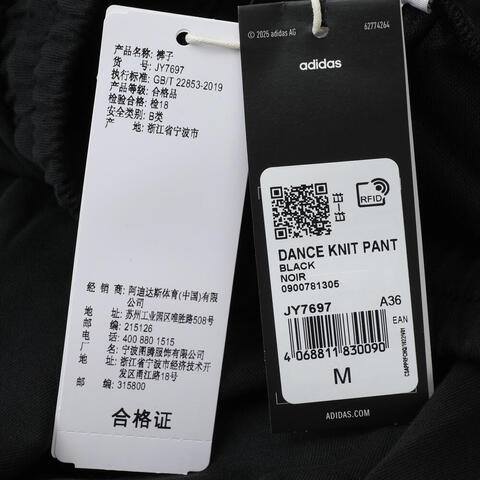 产品名称: 裤子
货 号: JY7697
执行标准: GB/T 22853-2019
产品等级: 合格品
检验合格: 检18
安全类别: B类
产 地: 浙江省宁波市
经 销 商: 阿迪达斯体育(中国)有限
公司
地 址: 苏州工业园区唯胜路508号
邮 编: 215126
电 话: 400 880 1515
厂 名: 宁波图腾服饰有限公司
地 址: 浙江省宁波市经济技术开
发区甬江路18号
邮 编: 315800
合格证
© 2025 adidas AG
62774264
adidas
RFID
DANCE KNIT PANT
BLACK
NOIR
0900781305
JY7697 A36
EAN
4 068811 830090
M
ADIDAS.COM